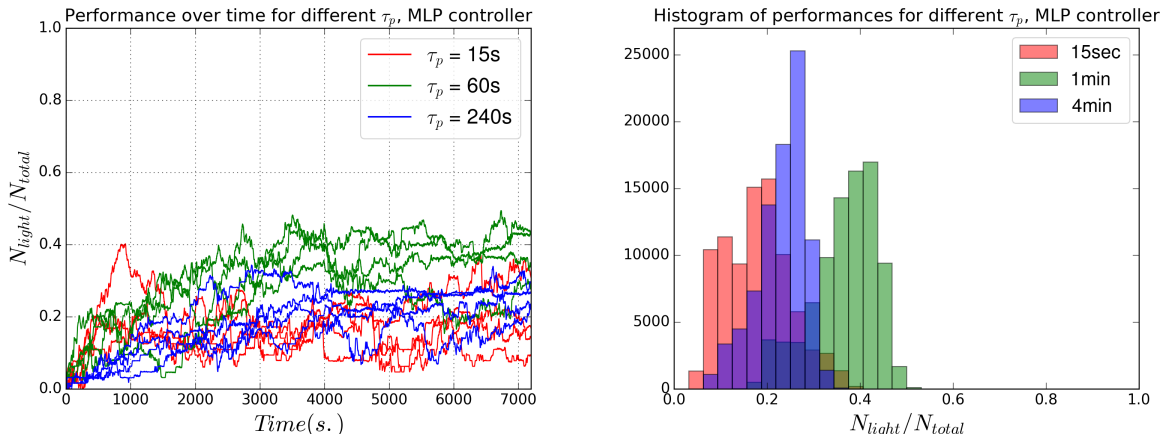 Performance over time for different τ_p, MLP controller
1.0
0.8
0.6
0.4
0.2
0.0
N_light/N_total
τ_p = 15s
τ_p = 60s
τ_p = 240s
0 1000 2000 3000 4000 5000 6000 7000
Time(s.)
Histogram of performances for different τ_p, MLP controller
25000
20000
15000
10000
5000
0
15sec
1min
4min
0.0 0.2 0.4 0.6 0.8 1.0
N_light/N_total